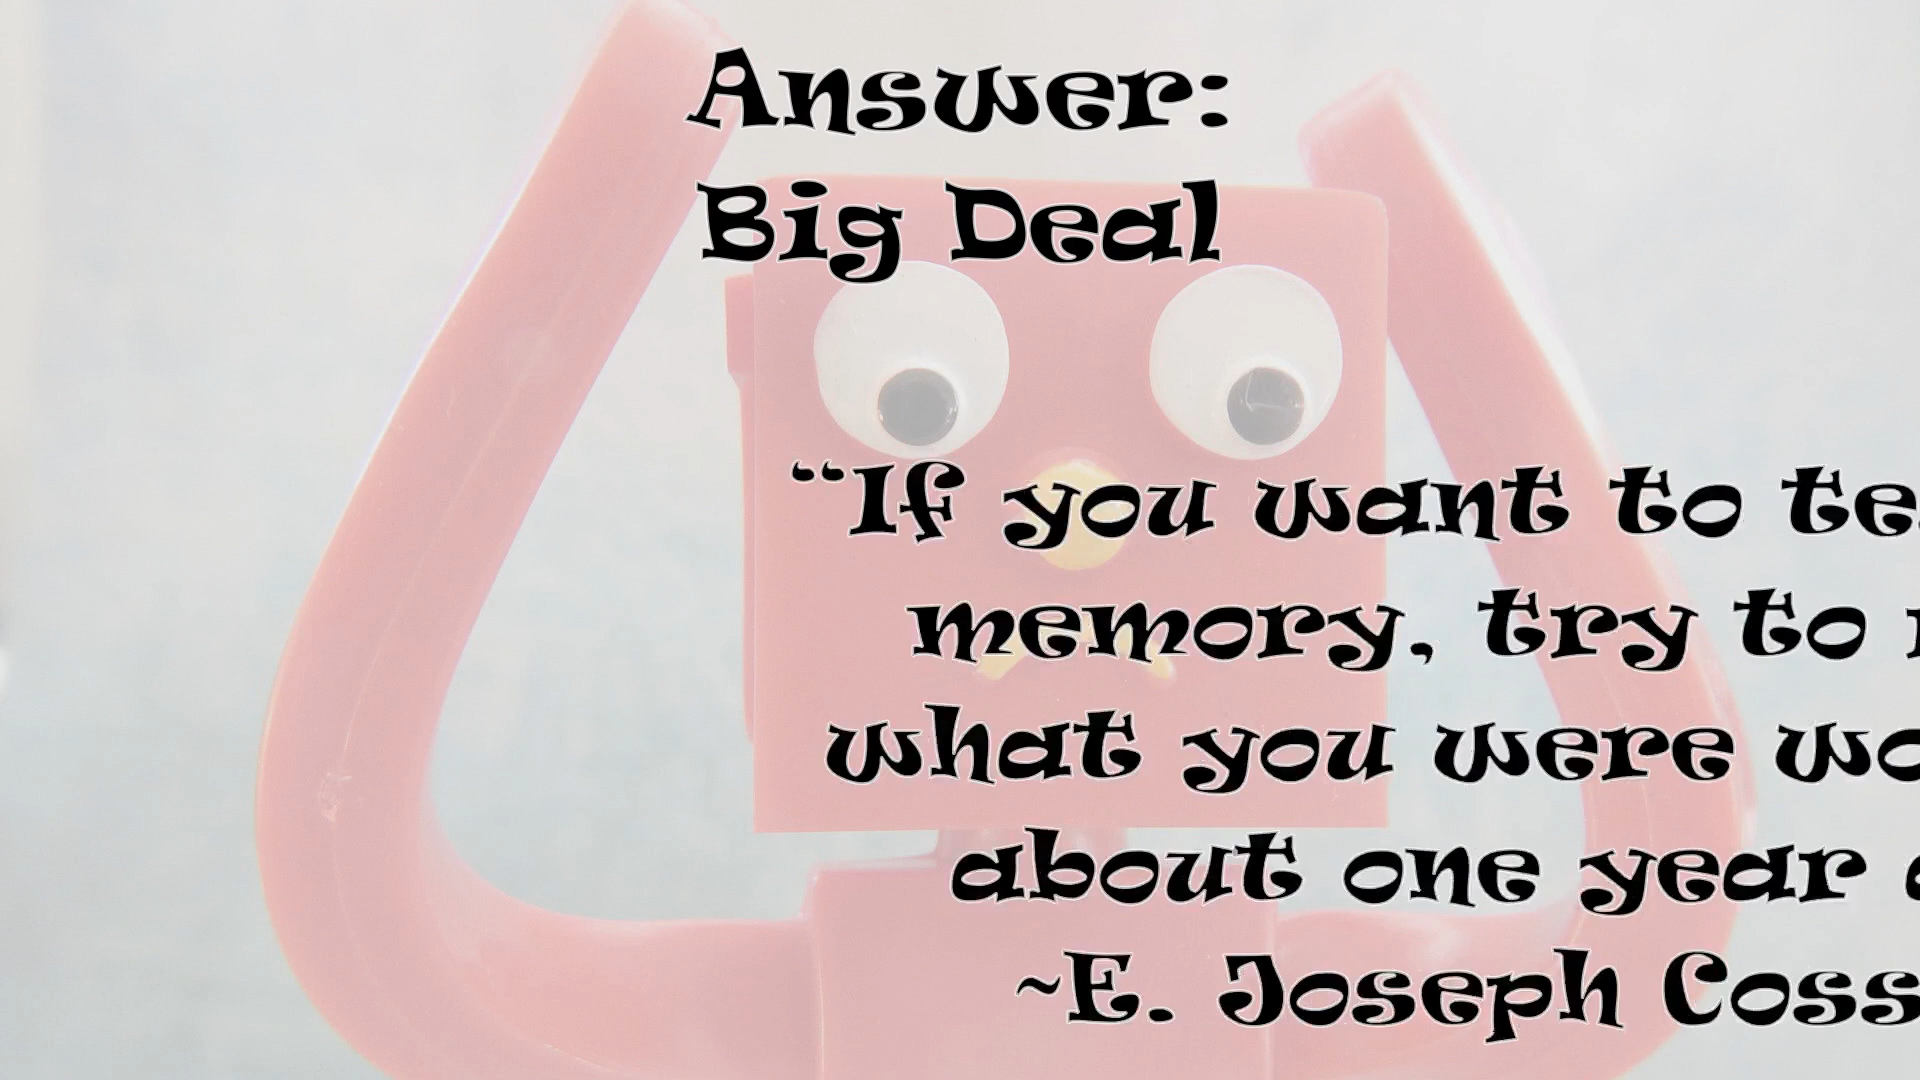 Answer:
Big Deal
“If you want to te
memory, try to
what you were wo
about one year
~E. Joseph Coss